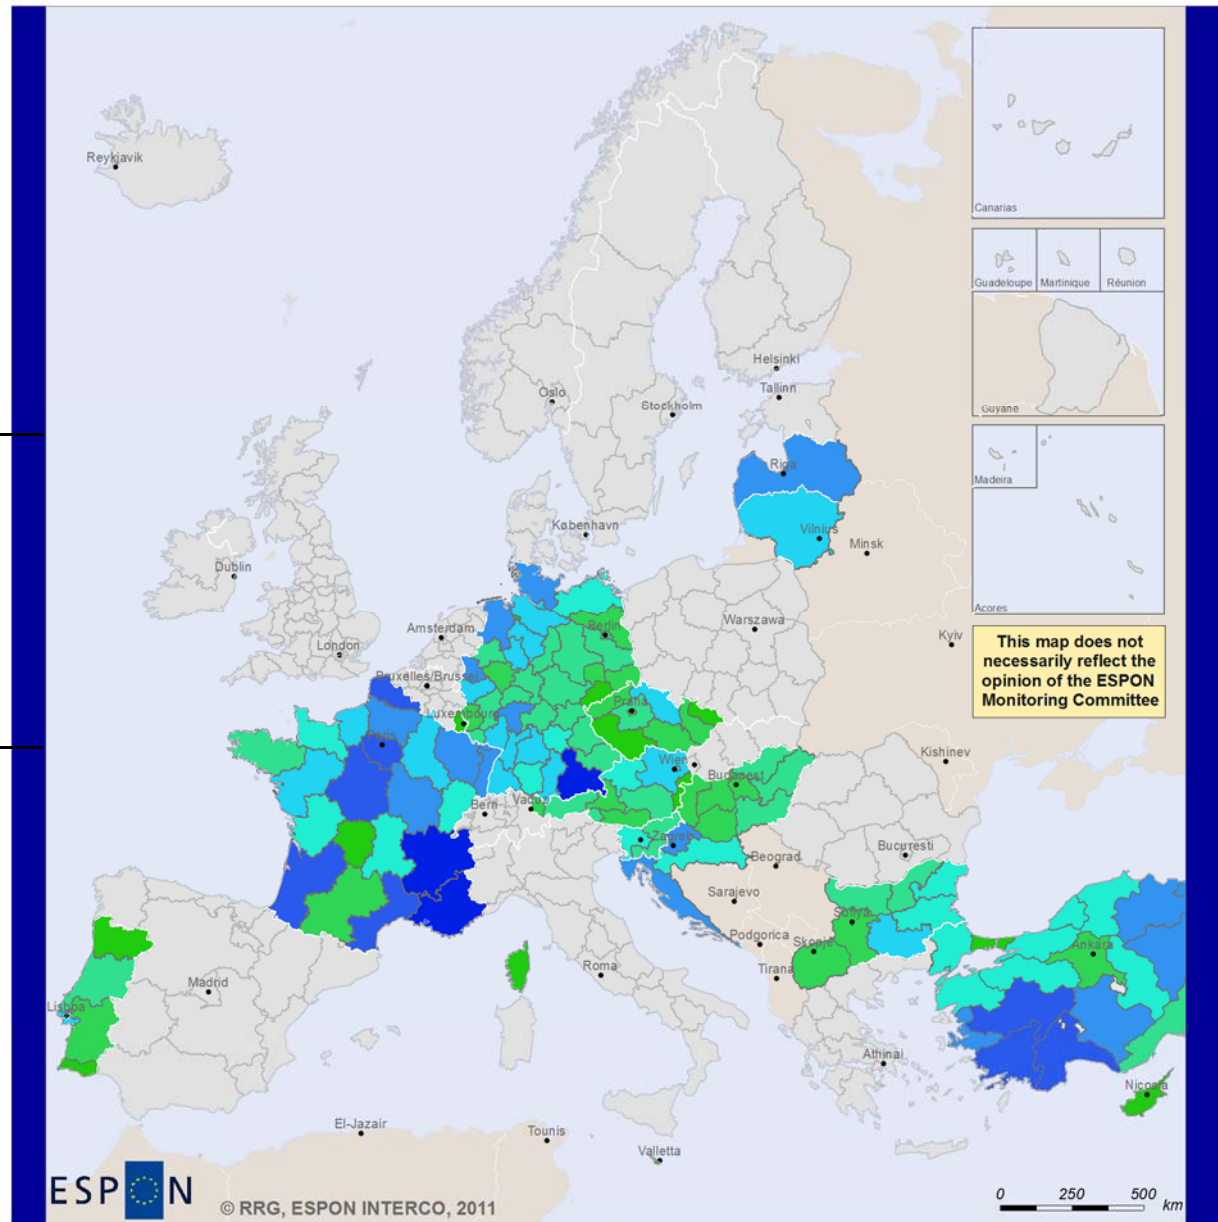 Reykjavik
Canarias
Guadeloupe
Martinique
Réunion
Guyane
Madeira
Acores
This map does not
necessarily reflect the
opinion of the ESPON
Monitoring Committee
Helsinki
Tallinn
Oslo
Stockholm
Riga
København
Vilnius
Minsk
Dublin
Amsterdam
Berlin
Warszawa
Kyiv
London
Bruxelles/Brussel
Luxembourg
Praha
Paris
Wien
Kishinev
Budapest
Bern
Vaduz
Zagreb
Beograd
Bucuresti
Sarajevo
Sofiya
Podgorica
Skopje
Ankara
Tirana
Roma
Madrid
Lisboa
Athinai
Nicosia
El-Jazair
Tounis
Valletta
ESPON
© RRG, ESPON INTERCO, 2011
0 250 500 km